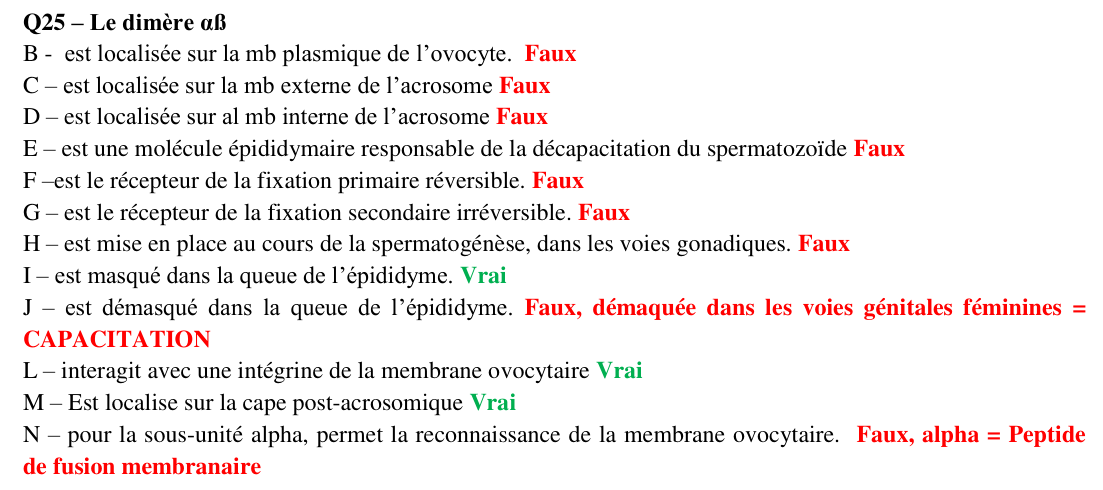 Q25 – Le dimère αß
B - est localisée sur la mb plasmique de l’ovocyte. Faux
C – est localisée sur la mb externe de l’acrosome Faux
D – est localisée sur al mb interne de l’acrosome Faux
E – est une molécule épididymaire responsable de la décapacitation du spermatozoïde Faux
F –est le récepteur de la fixation primaire réversible. Faux
G – est le récepteur de la fixation secondaire irréversible. Faux
H – est mise en place au cours de la spermatogénèse, dans les voies gonadiques. Faux
I – est masqué dans la queue de l’épididyme. Vrai
J – est démasqué dans la queue de l’épididyme. Faux, démaquée dans les voies génitales féminines =
CAPACITATION
L – interagit avec une intégrine de la membrane ovocytaire Vrai
M – Est localise sur la cape post-acrosomique Vrai
N – pour la sous-unité alpha, permet la reconnaissance de la membrane ovocytaire. Faux, alpha = Peptide
de fusion membranaire